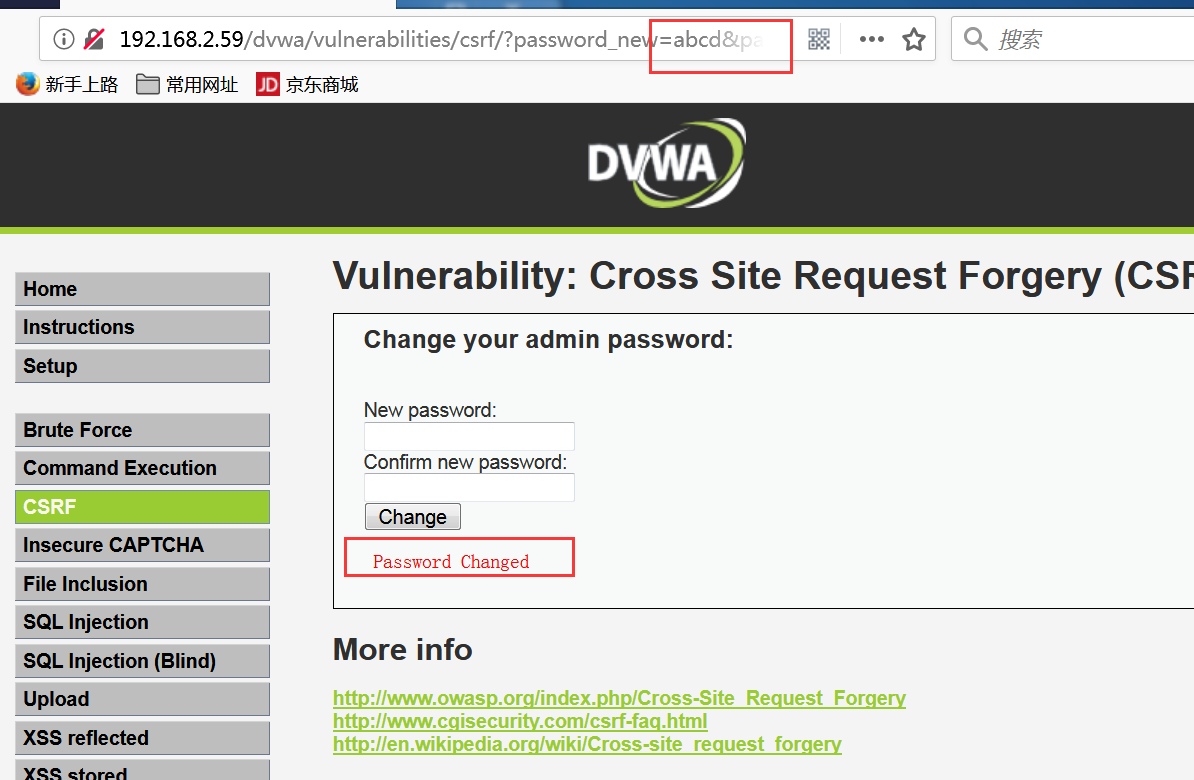 192.168.2.59/dvwa/vulnerabilities/csrf/?password_new=abcd&pa
搜索
新手上路 常用网址 JD 京东商城
DVWA
Home
Instructions
Setup
Brute Force
Command Execution
CSRF
Insecure CAPTCHA
File Inclusion
SQL Injection
SQL Injection (Blind)
Upload
XSS reflected
XSS stored
Vulnerability: Cross Site Request Forgery (CSR
Change your admin password:
New password:
Confirm new password:
Change
Password Changed
More info
http://www.owasp.org/index.php/Cross-Site_Request_Forgery
http://www.cgisecurity.com/csrf-faq.html
http://en.wikipedia.org/wiki/Cross-site_request_forgery